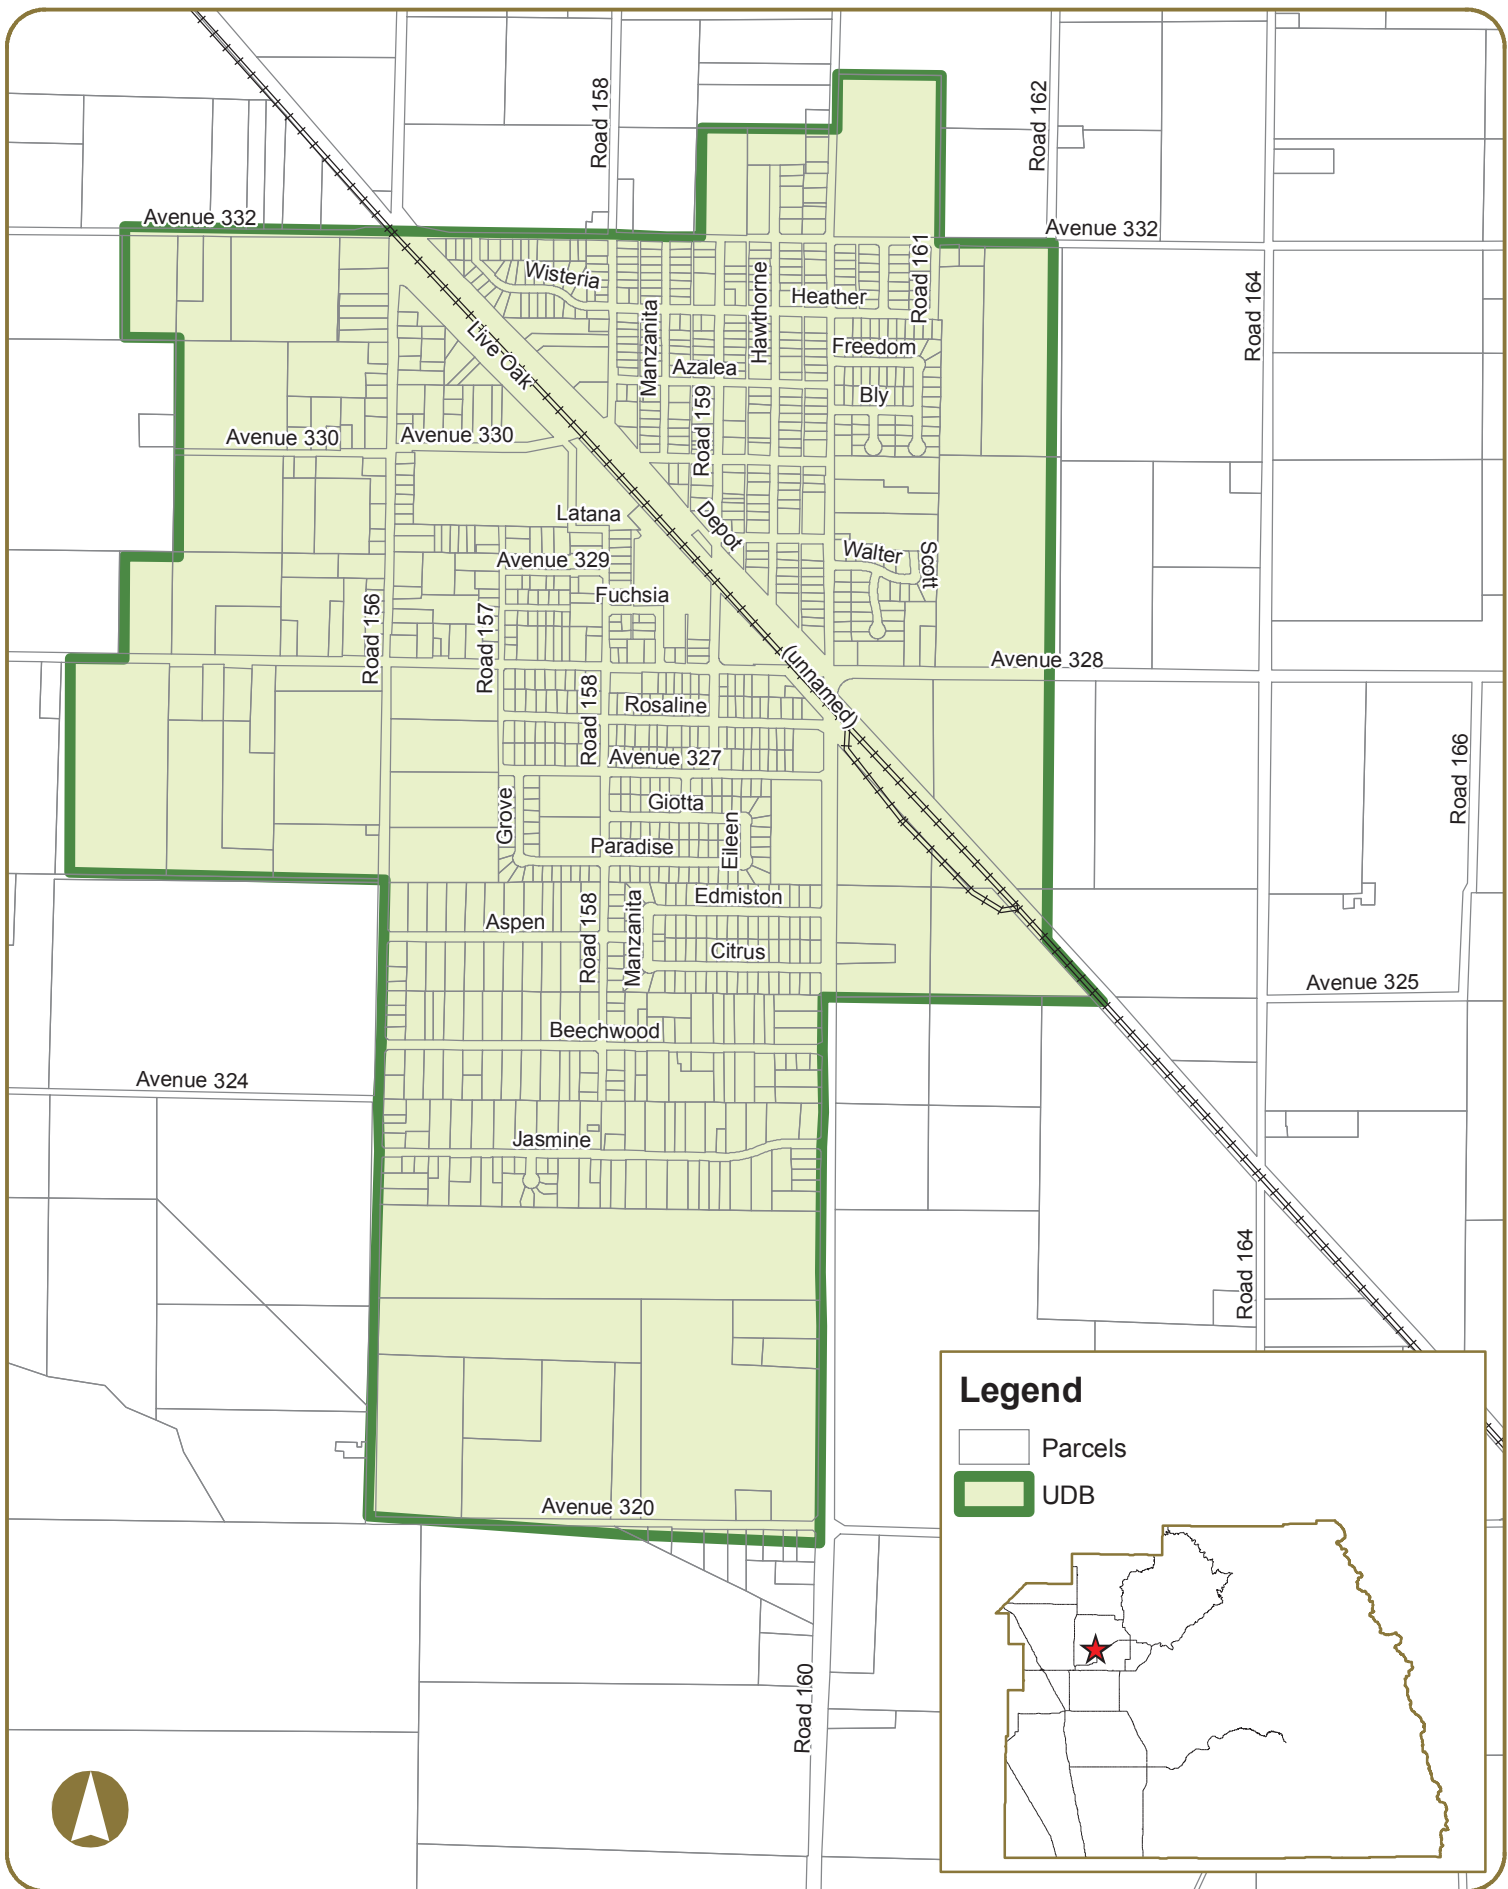 Road 158
Road 162
Avenue 332
Avenue 332
Road 161
Wisteria
Hawthorne
Heather
Road 164
Manzanita
Live Oak
Freedom
Azalea
Bly
Road 159
Avenue 330
Avenue 330
Latana
Depot
Walter
Scott
Avenue 329
Fuchsia
Road 156
Road 157
(unnamed)
Avenue 328
Road 158
Rosaline
Avenue 327
Road 166
Grove
Giotta
Eileen
Paradise
Edmiston
Road 158
Manzanita
Aspen
Citrus
Avenue 325
Beechwood
Avenue 324
Jasmine
Road 164
Avenue 320
Road 160
Legend
Parcels
UDB